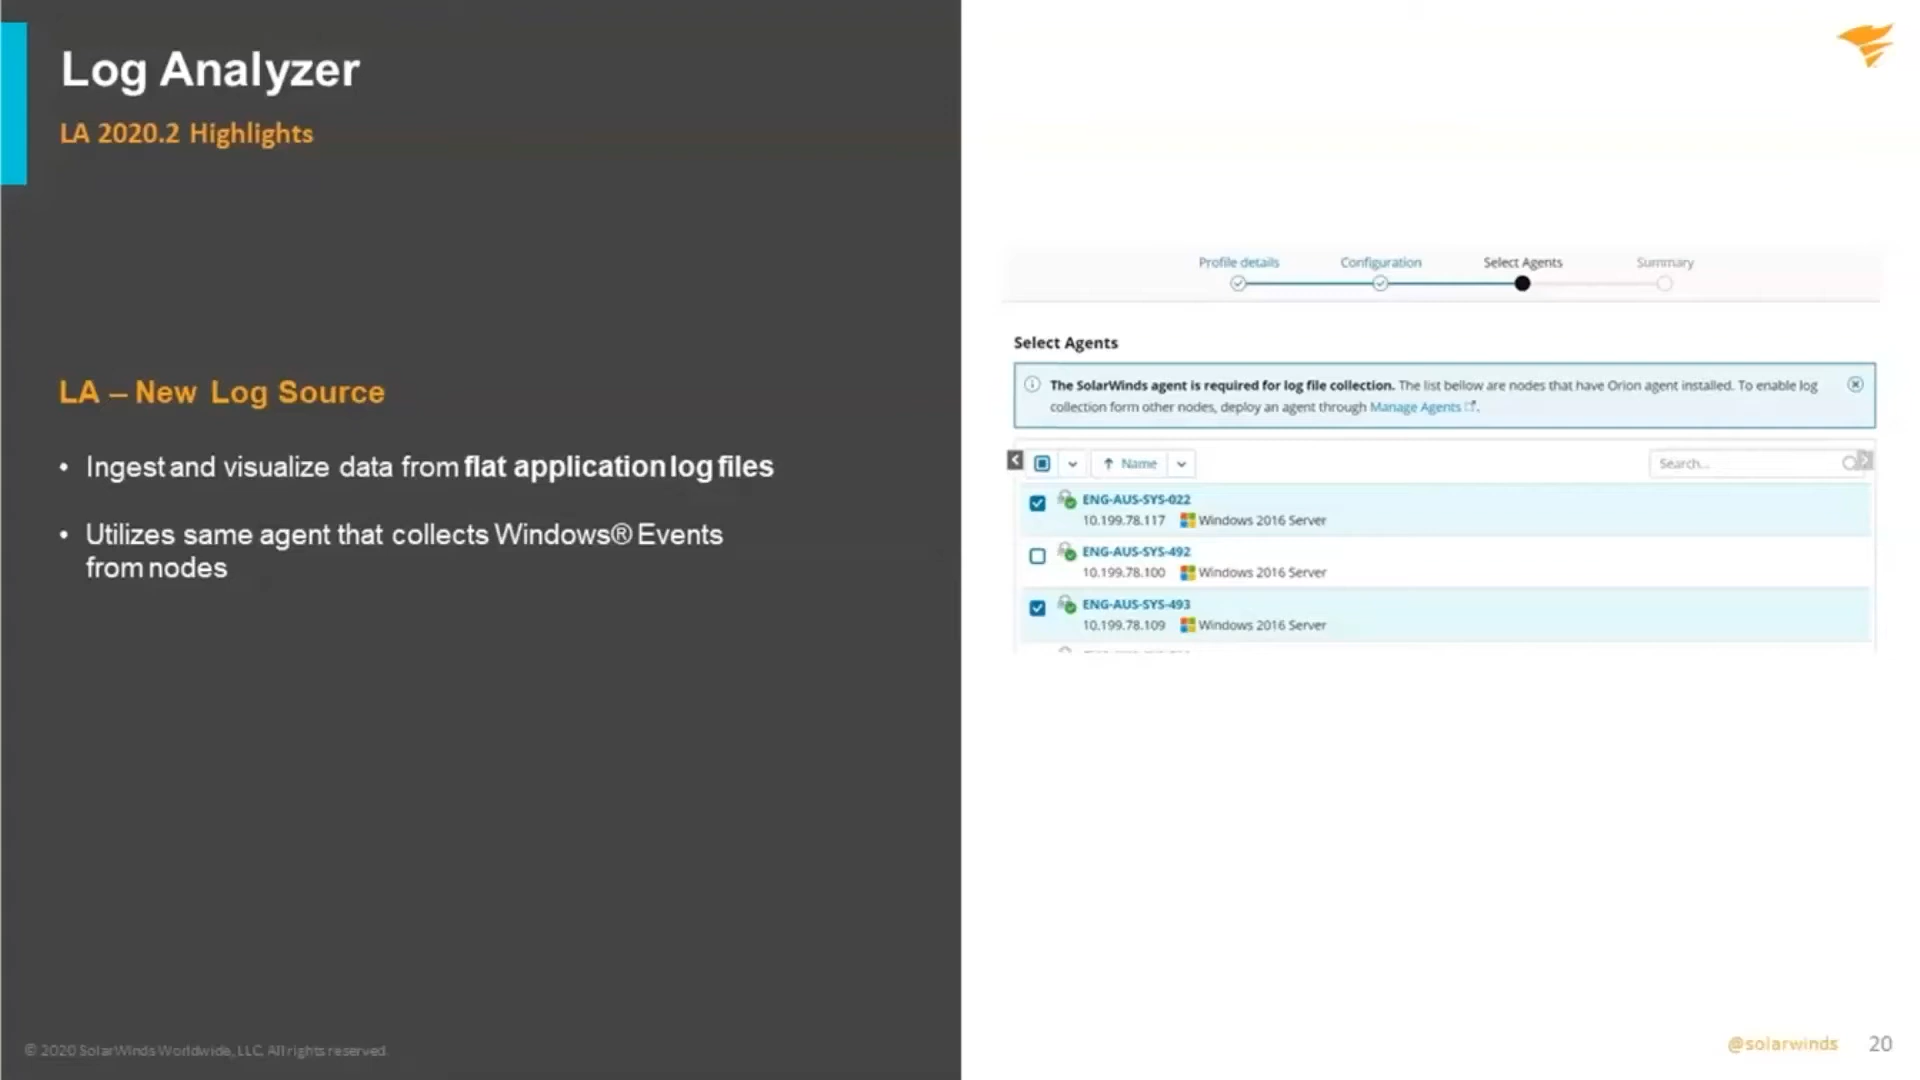 Log Analyzer
LA 2020.2 Highlights
LA – New Log Source
• Ingest and visualize data from flat application log files
• Utilizes same agent that collects Windows® Events
from nodes
© 2020 SolarWinds Worldwide, LLC. All rights reserved.
Profile details
Configuration
Select Agents
Summary
Select Agents
The SolarWinds agent is required for log file collection. The list bellow are nodes that have Orion agent installed. To enable log
collection form other nodes, deploy an agent through Manage Agents.
Name
Search...
ENG-AUS-SYS-022
10.199.78.117 Windows 2016 Server
ENG-AUS-SYS-492
10.199.78.100 Windows 2016 Server
ENG-AUS-SYS-493
10.199.78.109 Windows 2016 Server
@solarwinds 20